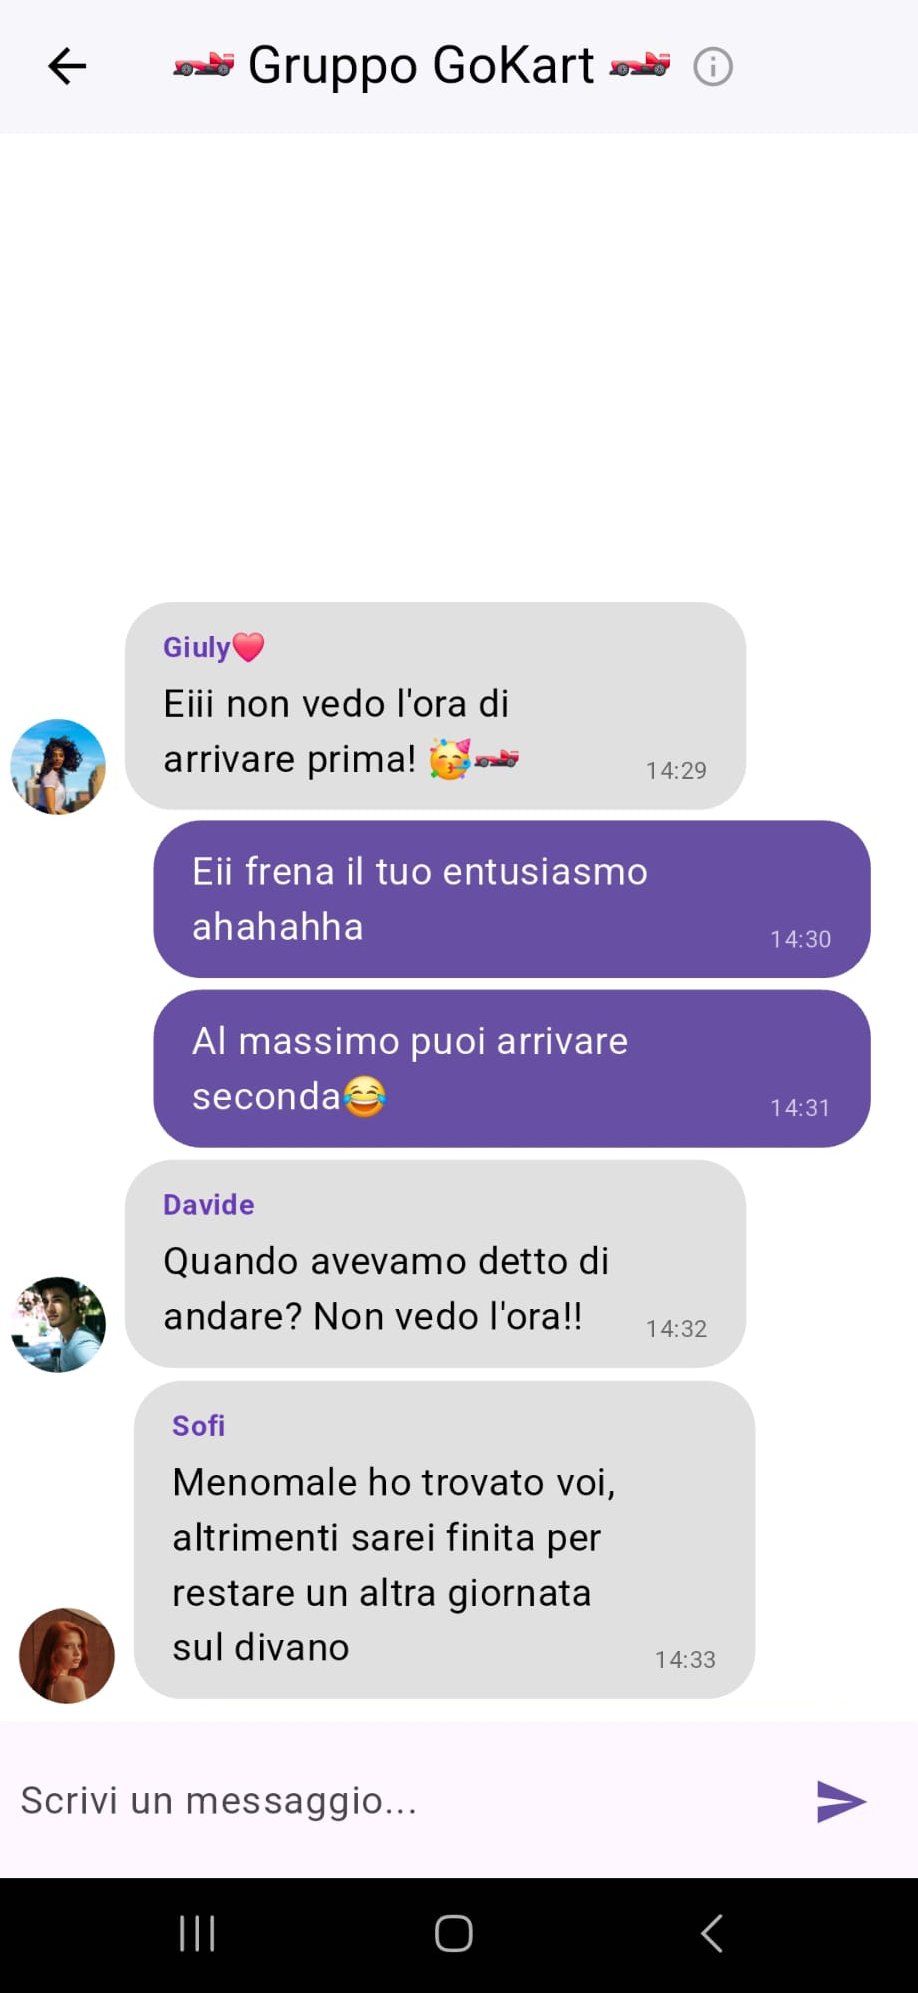 🏎️ Gruppo GoKart 🏎️
Giuly❤️
Eiii non vedo l'ora di
arrivare prima! 🥳🏎️
14:29
Eii frena il tuo entusiasmo
ahahahha
14:30
Al massimo puoi arrivare
seconda😂
14:31
Davide
Quando avevamo detto di
andare? Non vedo l'ora!!
14:32
Sofi
Menomale ho trovato voi,
altrimenti sarei finita per
restare un altra giornata
sul divano
14:33
Scrivi un messaggio...